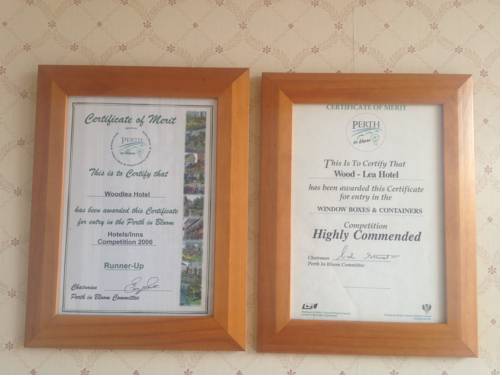 Certificate of Merit
PERTH
in bloom
This is to Certify that
Woodlea Hotel
has been awarded this Certificate
for entry in the Perth in Bloom
Hotels/Inns
Competition 2006
Runner-Up
Chairman
Perth in Bloom Committee
CERTIFICATE OF MERIT
PERTH
in bloom
This Is To Certify That
Wood - Lea Hotel
has been awarded this Certificate
for entry in the
WINDOW BOXES & CONTAINERS
Competition
Highly Commended
Chairman
Perth In Bloom Committee